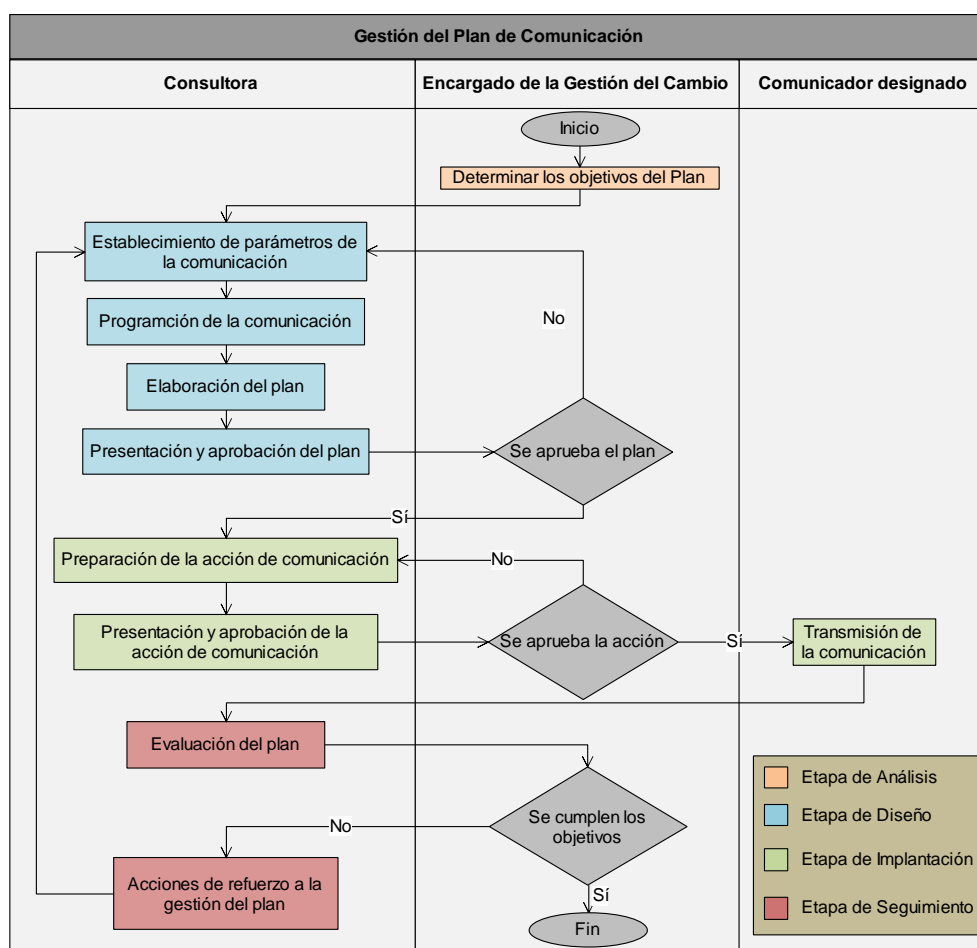 Gestión del Plan de Comunicación
Consultora
Encargado de la Gestión del Cambio
Comunicador designado
Inicio
Determinar los objetivos del Plan
Establecimiento de parámetros de
la comunicación
No
Programción de la comunicación
Elaboración del plan
Presentación y aprobación del plan
Se aprueba el plan
Sí
Preparación de la acción de comunicación
No
Presentación y aprobación de la
acción de comunicación
Se aprueba la acción
Sí
Transmisión de
la comunicación
Evaluación del plan
Se cumplen los
objetivos
No
Acciones de refuerzo a la
gestión del plan
Sí
Fin
Etapa de Análisis
Etapa de Diseño
Etapa de Implantación
Etapa de Seguimiento